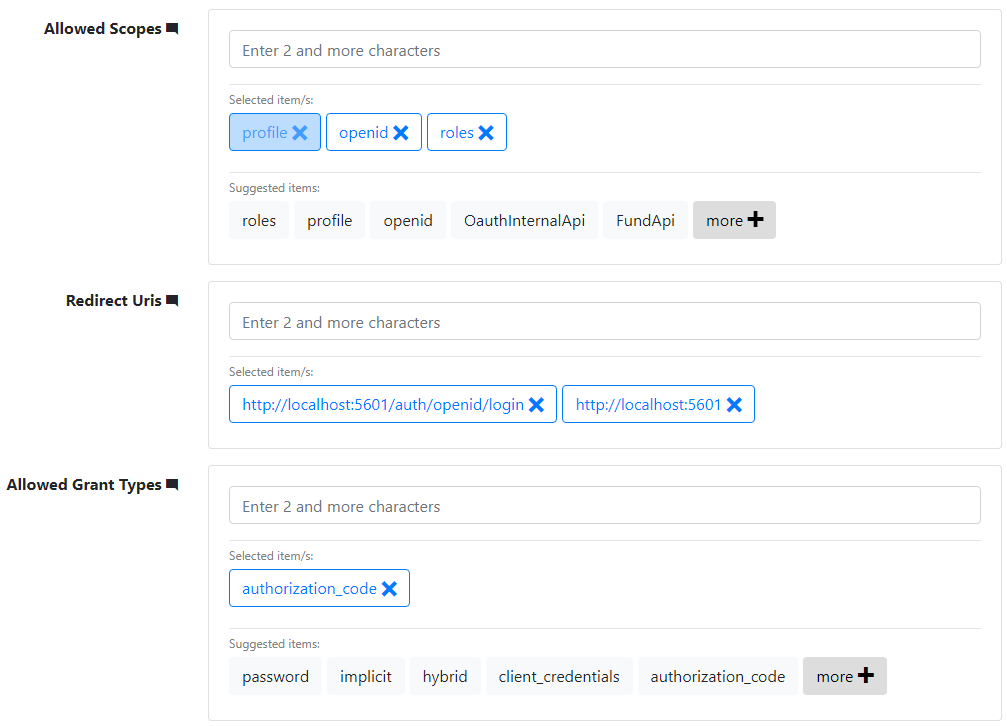 Allowed Scopes
Enter 2 and more characters
Selected item/s:
profile openid roles
Suggested items:
roles profile openid OauthInternalApi FundApi more
Redirect Uris
Enter 2 and more characters
Selected item/s:
http://localhost:5601/auth/openid/login http://localhost:5601
Allowed Grant Types
Enter 2 and more characters
Selected item/s:
authorization_code
Suggested items:
password implicit hybrid client_credentials authorization_code more